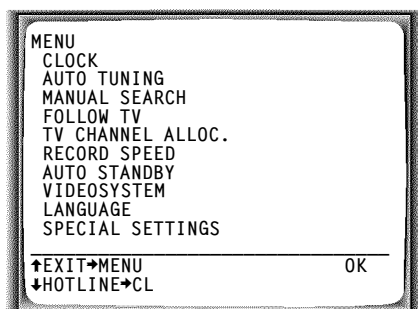 MENU
CLOCK
AUTO TUNING
MANUAL SEARCH
FOLLOW TV
TV CHANNEL ALLOC.
RECORD SPEED
AUTO STANDBY
VIDEOSYSTEM
LANGUAGE
SPECIAL SETTINGS
↑EXIT→MENU OK
↓HOTLINE→CL